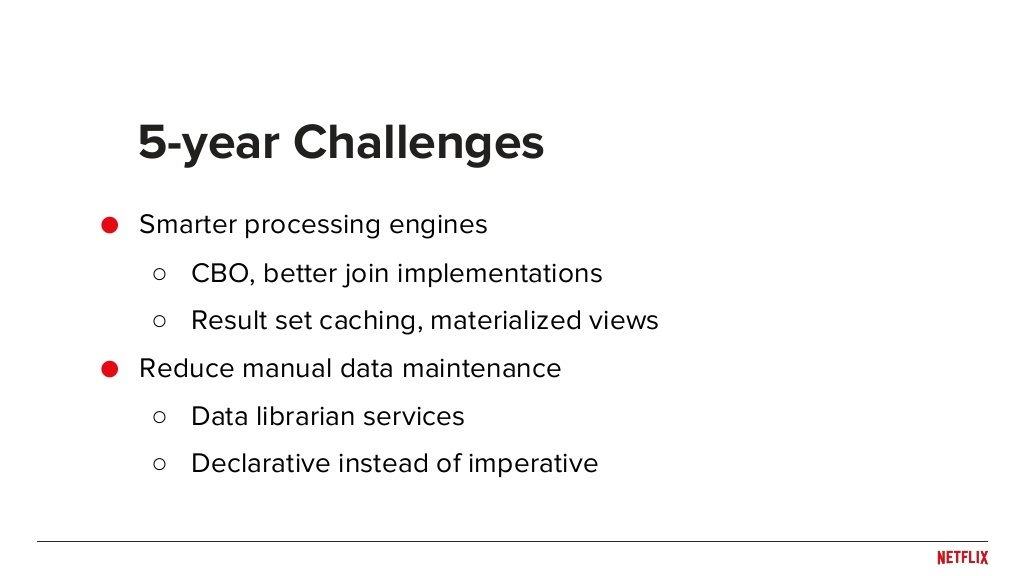 5-year Challenges
● Smarter processing engines
○ CBO, better join implementations
○ Result set caching, materialized views
● Reduce manual data maintenance
○ Data librarian services
○ Declarative instead of imperative
NETFLIX